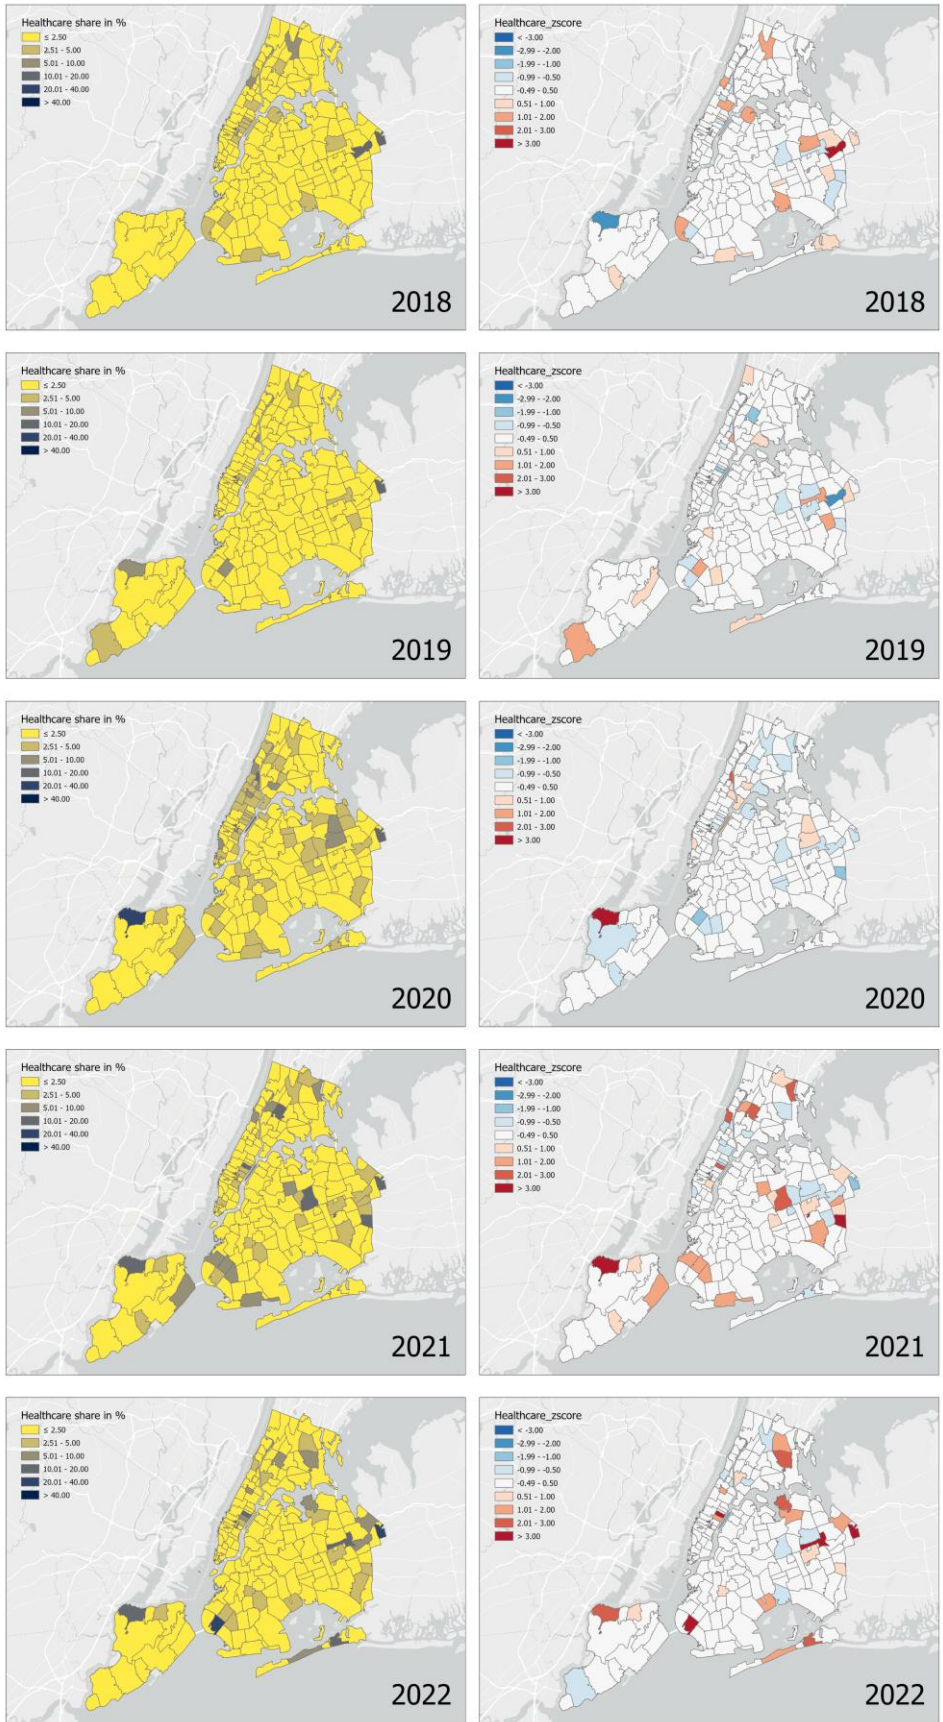 Healthcare share in %
≤ 2.50
2.51 - 5.00
5.01 - 10.00
10.01 - 20.00
20.01 - 40.00
> 40.00
2018
Healthcare_zscore
< -3.00
-2.99 - -2.00
-1.99 - -1.00
-0.99 - -0.50
-0.49 - 0.50
0.51 - 1.00
1.01 - 2.00
2.01 - 3.00
> 3.00
2018
Healthcare share in %
≤ 2.50
2.51 - 5.00
5.01 - 10.00
10.01 - 20.00
20.01 - 40.00
> 40.00
2019
Healthcare_zscore
< -3.00
-2.99 - -2.00
-1.99 - -1.00
-0.99 - -0.50
-0.49 - 0.50
0.51 - 1.00
1.01 - 2.00
2.01 - 3.00
> 3.00
2019
Healthcare share in %
≤ 2.50
2.51 - 5.00
5.01 - 10.00
10.01 - 20.00
20.01 - 40.00
> 40.00
2020
Healthcare_zscore
< -3.00
-2.99 - -2.00
-1.99 - -1.00
-0.99 - -0.50
-0.49 - 0.50
0.51 - 1.00
1.01 - 2.00
2.01 - 3.00
> 3.00
2020
Healthcare share in %
≤ 2.50
2.51 - 5.00
5.01 - 10.00
10.01 - 20.00
20.01 - 40.00
> 40.00
2021
Healthcare_zscore
< -3.00
-2.99 - -2.00
-1.99 - -1.00
-0.99 - -0.50
-0.49 - 0.50
0.51 - 1.00
1.01 - 2.00
2.01 - 3.00
> 3.00
2021
Healthcare share in %
≤ 2.50
2.51 - 5.00
5.01 - 10.00
10.01 - 20.00
20.01 - 40.00
> 40.00
2022
Healthcare_zscore
< -3.00
-2.99 - -2.00
-1.99 - -1.00
-0.99 - -0.50
-0.49 - 0.50
0.51 - 1.00
1.01 - 2.00
2.01 - 3.00
> 3.00
2022